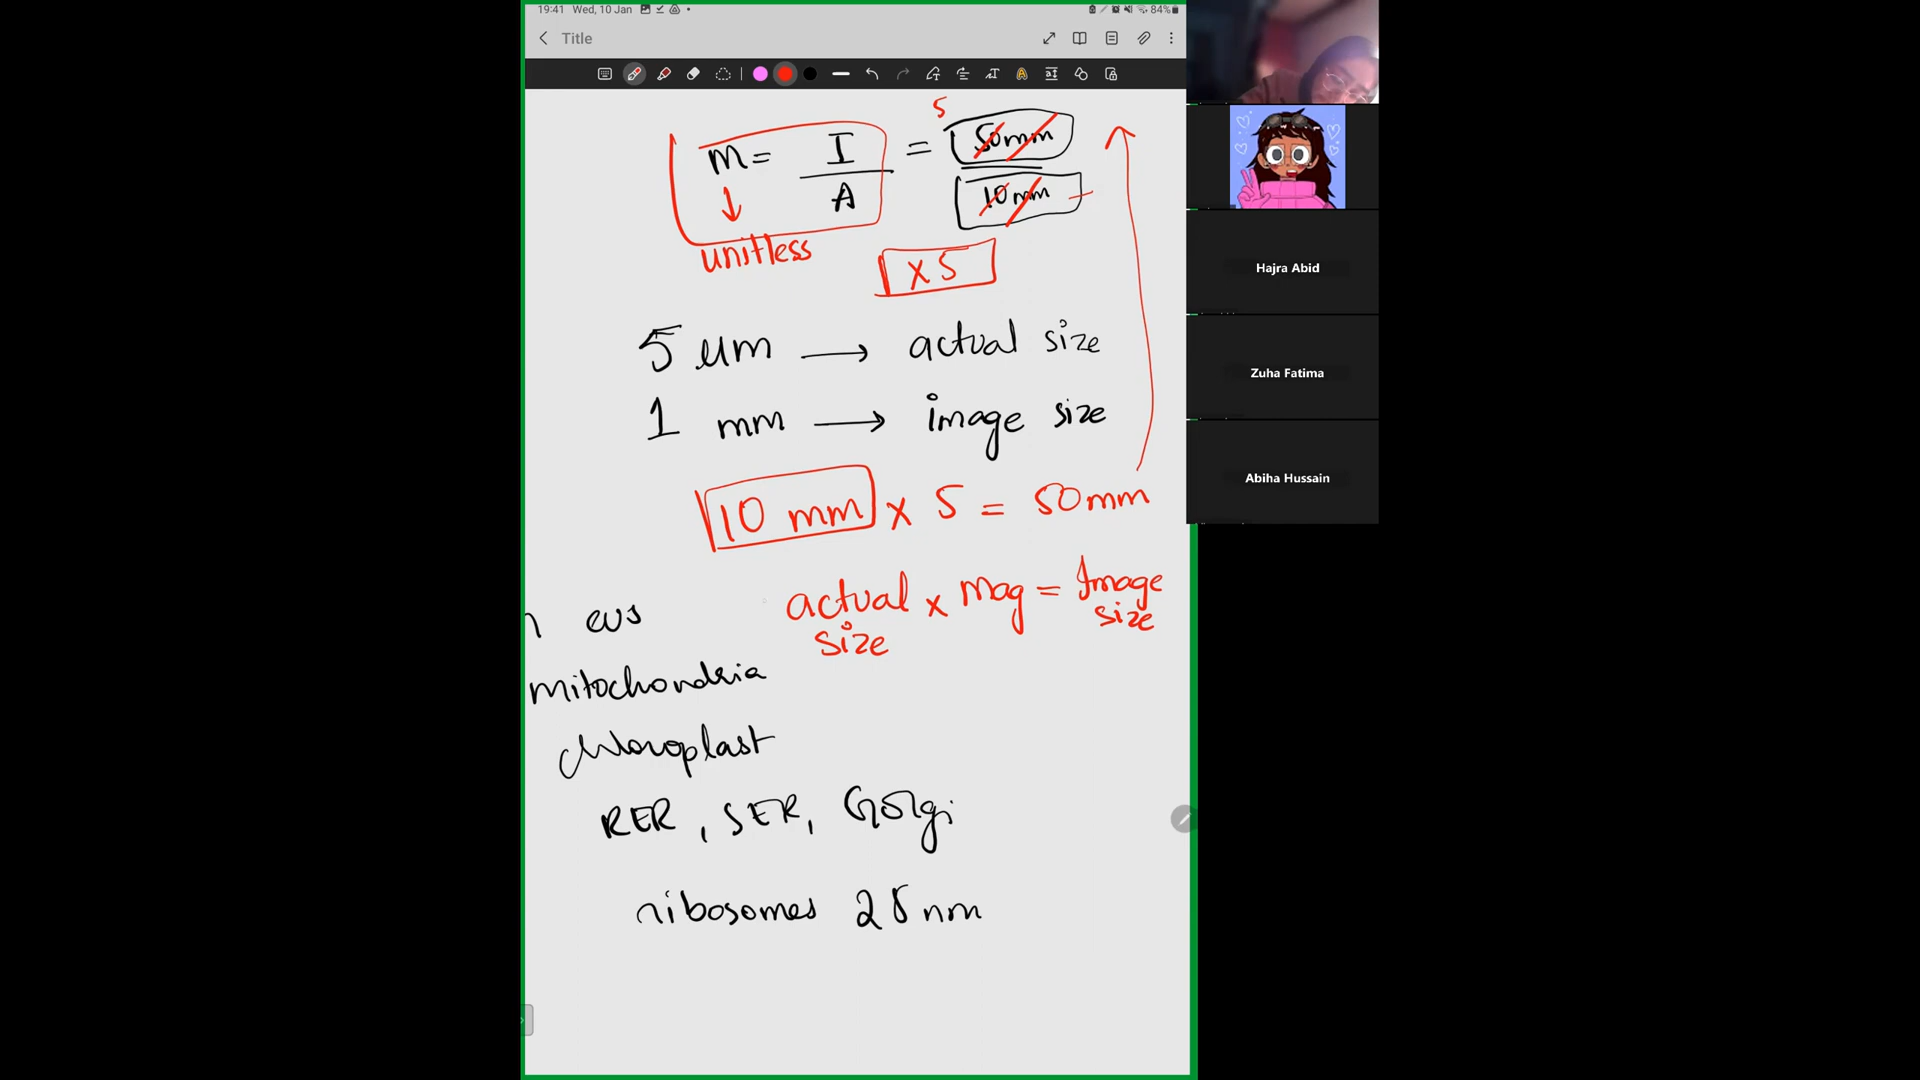 19:41 Wed, 10 Jan
84%
Title
m = I / A = 50mm / 10mm
5
unitless
x 5
5 µm → actual size
1 mm → image size
10 mm x 5 = 50mm
actual size x mag = Image size
mitochondria
chloroplast
RER, SER, Golgi
ribosomes 25 nm
Hajra Abid
Zuha Fatima
Abiha Hussain